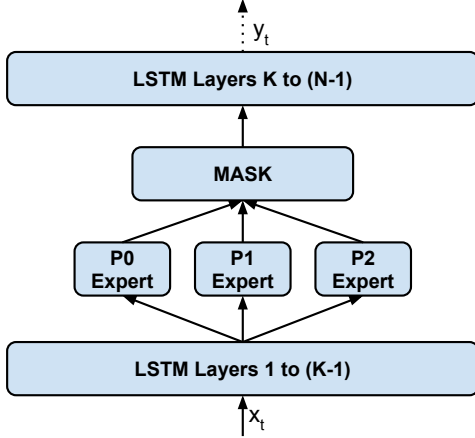 y_t
LSTM Layers K to (N-1)
MASK
P0 Expert
P1 Expert
P2 Expert
LSTM Layers 1 to (K-1)
x_t